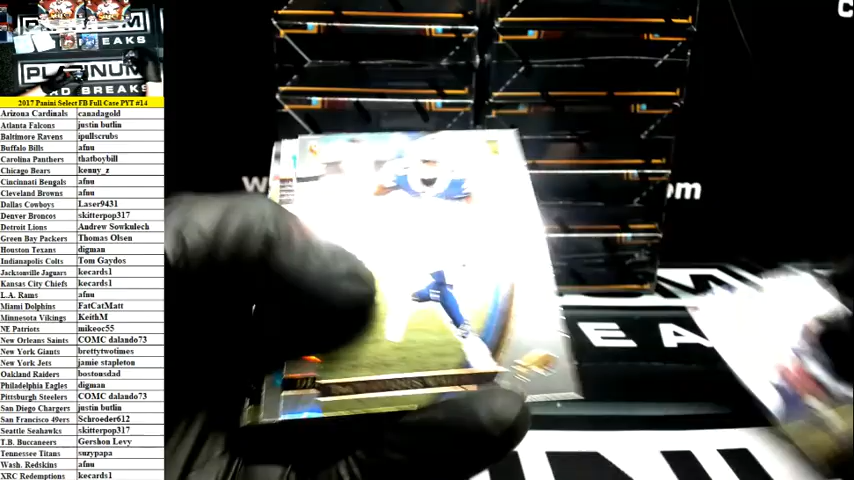 PLATINUM
BREAKS
PLATINUM
RD BREAKS
2017 Panini Select FB Full Case PYT #14
Arizona Cardinals canadagold
Atlanta Falcons justin butlin
Baltimore Ravens ipullscrubs
Buffalo Bills afnu
Carolina Panthers thatboybill
Chicago Bears kenny_z
Cincinnati Bengals afnu
Cleveland Browns afnu
Dallas Cowboys Laser9431
Denver Broncos skitterpop317
Detroit Lions Andrew Sowkulech
Green Bay Packers Thomas Olsen
Houston Texans digman
Indianapolis Colts Tom Gaydos
Jacksonville Jaguars kecards1
Kansas City Chiefs kecards1
L.A. Rams afnu
Miami Dolphins FatCatMatt
Minnesota Vikings KeithM
NE Patriots mikeoc55
New Orleans Saints COMC dalando73
New York Giants brettytwotimes
New York Jets jamie stapleton
Oakland Raiders bostonsdad
Philadelphia Eagles digman
Pittsburgh Steelers COMC dalando73
San Diego Chargers justin butlin
San Francisco 49ers Schroeder612
Seattle Seahawks skitterpop317
T.B. Buccaneers Gershon Levy
Tennessee Titans suzypapa
Wash. Redskins afnu
XRC Redemptions kecards1
w
om
E A